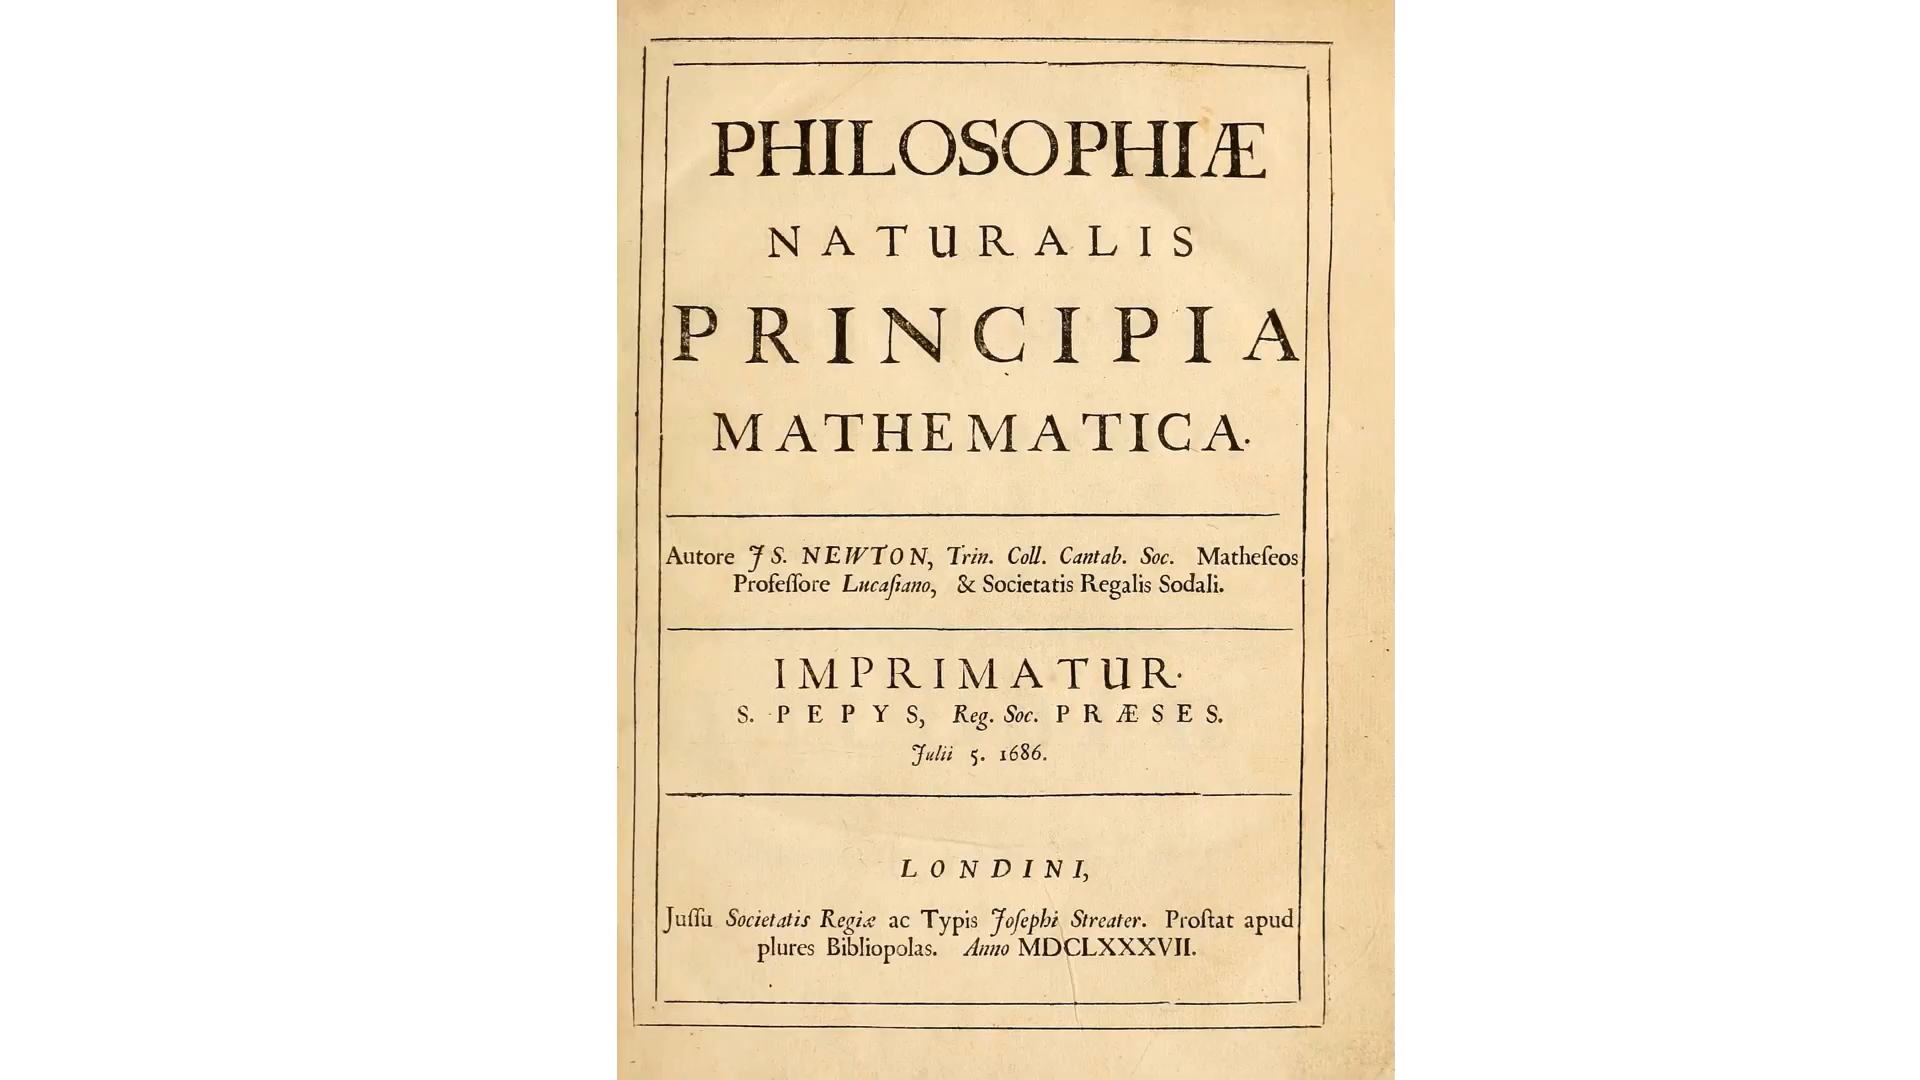 PHILOSOPHIÆ
NATURALIS
PRINCIPIA
MATHEMATICA.
Autore JS. NEWTON, Trin. Coll. Cantab. Soc. Matheſeos
Profeſſore Lucaſiano, & Societatis Regalis Sodali.
IMPRIMATUR.
S. PEPYS, Reg. Soc. PRÆSES.
Julii 5. 1686.
LONDINI,
Juſſu Societatis Regiæ ac Typis Joſephi Streater. Proſtat apud
plures Bibliopolas. Anno MDCLXXXVII.